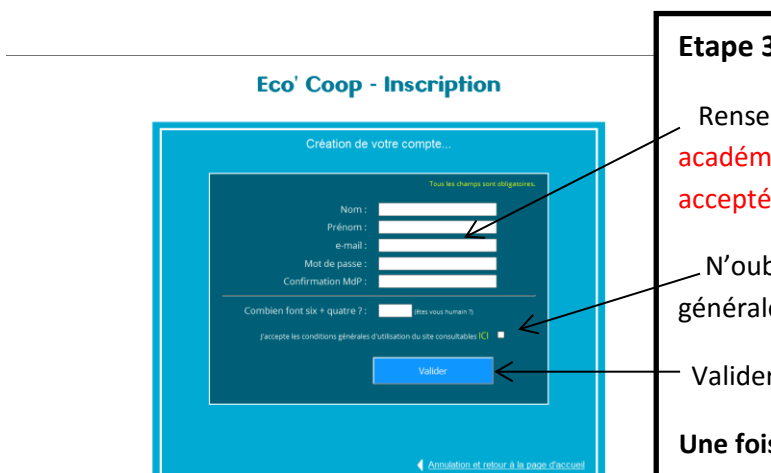 Eco' Coop - Inscription
Création de votre compte...
Tous les champs sont obligatoires.
Nom :
Prénom :
e-mail :
Mot de passe :
Confirmation MdP :
Combien font six + quatre ? :
(êtes vous humain ?)
J'accepte les conditions générales d'utilisation du site consultables ICI
Valider
Annulation et retour à la page d'accueil
Etape 3
Rense
académ
accepté
N'oub
générale
Valider
Une fois